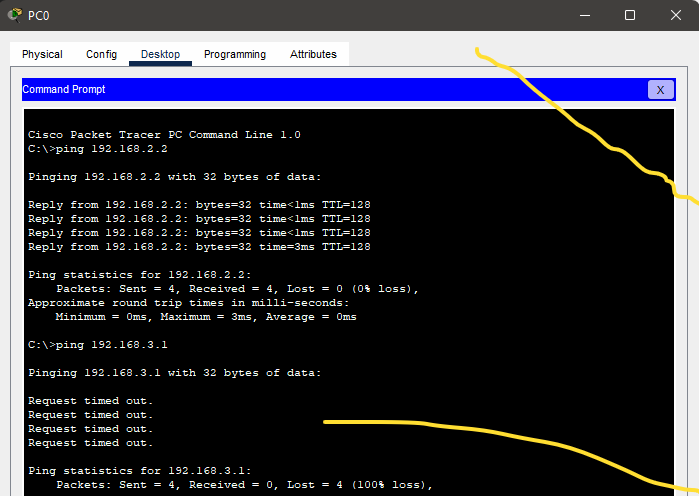 PC0
Physical Config Desktop Programming Attributes
Command Prompt
X
Cisco Packet Tracer PC Command Line 1.0
C:\>ping 192.168.2.2
Pinging 192.168.2.2 with 32 bytes of data:
Reply from 192.168.2.2: bytes=32 time<1ms TTL=128
Reply from 192.168.2.2: bytes=32 time<1ms TTL=128
Reply from 192.168.2.2: bytes=32 time<1ms TTL=128
Reply from 192.168.2.2: bytes=32 time=3ms TTL=128
Ping statistics for 192.168.2.2:
Packets: Sent = 4, Received = 4, Lost = 0 (0% loss),
Approximate round trip times in milli-seconds:
Minimum = 0ms, Maximum = 3ms, Average = 0ms
C:\>ping 192.168.3.1
Pinging 192.168.3.1 with 32 bytes of data:
Request timed out.
Request timed out.
Request timed out.
Request timed out.
Ping statistics for 192.168.3.1:
Packets: Sent = 4, Received = 0, Lost = 4 (100% loss),